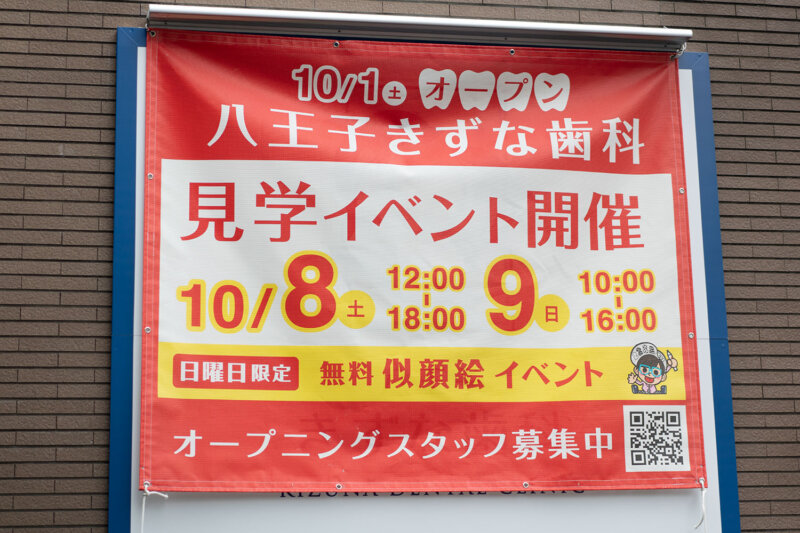 10/1土 オープン
八王子きずな歯科
見学イベント開催
10/8土 12:00-18:00 9日 10:00-16:00
日曜日限定 無料 似顔絵 イベント
オープニングスタッフ募集中
KIZUNA DENTAL CLINIC